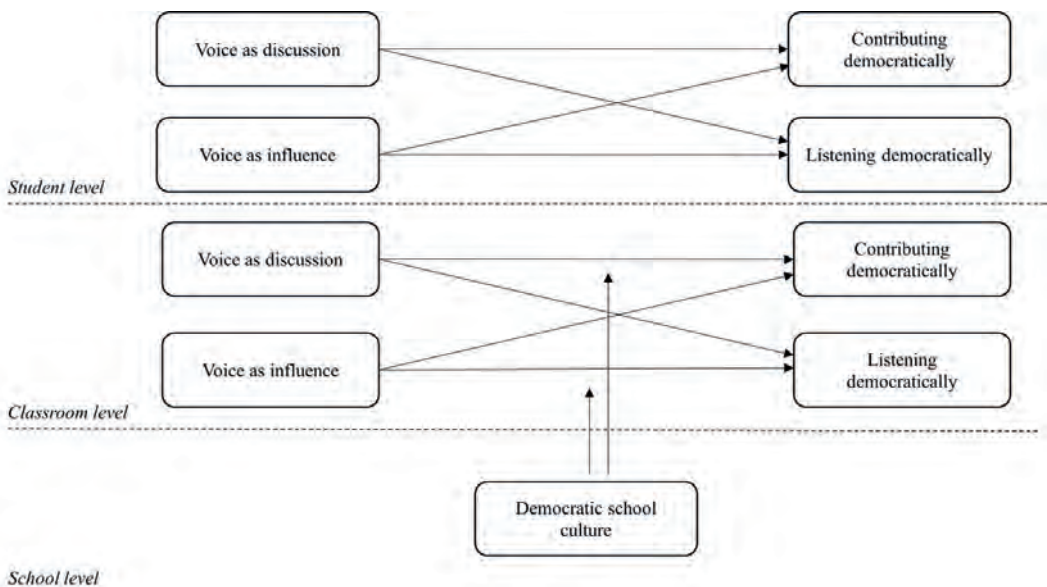 Voice as discussion
Contributing
democratically
Voice as influence
Listening democratically
Student level
Voice as discussion
Contributing
democratically
Voice as influence
Listening
democratically
Classroom level
Democratic school
culture
School level